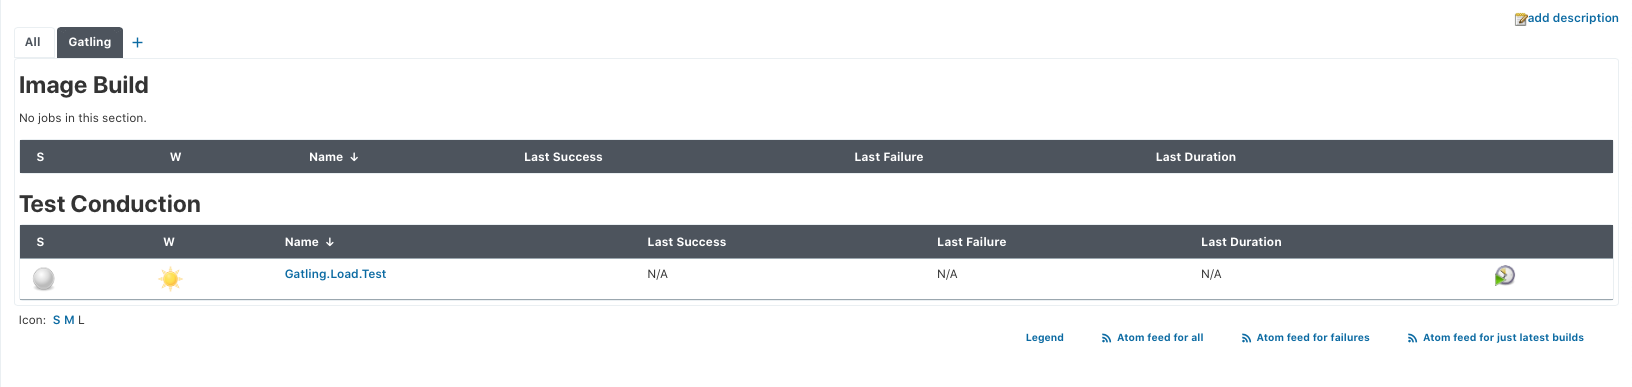 add description
All Gatling +
Image Build
No jobs in this section.
S W Name ↓ Last Success Last Failure Last Duration
Test Conduction
S W Name ↓ Last Success Last Failure Last Duration
Gatling.Load.Test N/A N/A N/A
Icon: S M L
Legend Atom feed for all Atom feed for failures Atom feed for just latest builds